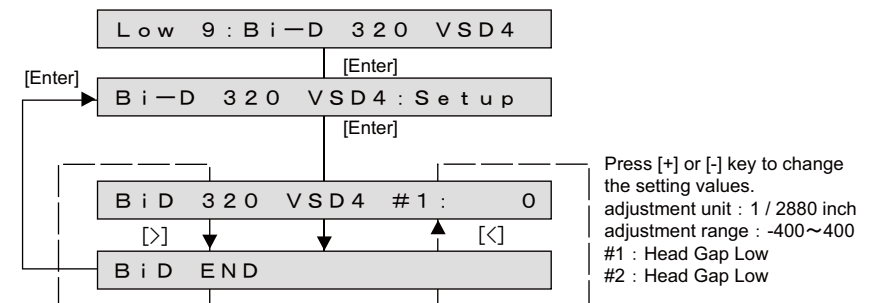 Low 9:Bi-D 320 VSD4
[Enter]
[Enter]
Bi-D 320 VSD4:Setup
[Enter]
BiD 320 VSD4 #1: 0
[>]
[<]
BiD END
Press [+] or [-] key to change
the setting values.
adjustment unit : 1 / 2880 inch
adjustment range : -400~400
#1 : Head Gap Low
#2 : Head Gap Low